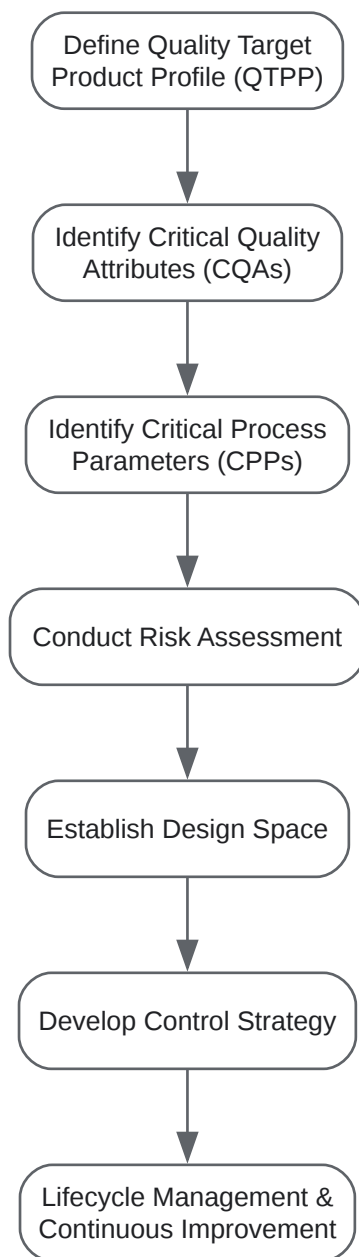 Define Quality Target
Product Profile (QTPP)
Identify Critical Quality
Attributes (CQAs)
Identify Critical Process
Parameters (CPPs)
Conduct Risk Assessment
Establish Design Space
Develop Control Strategy
Lifecycle Management &
Continuous Improvement